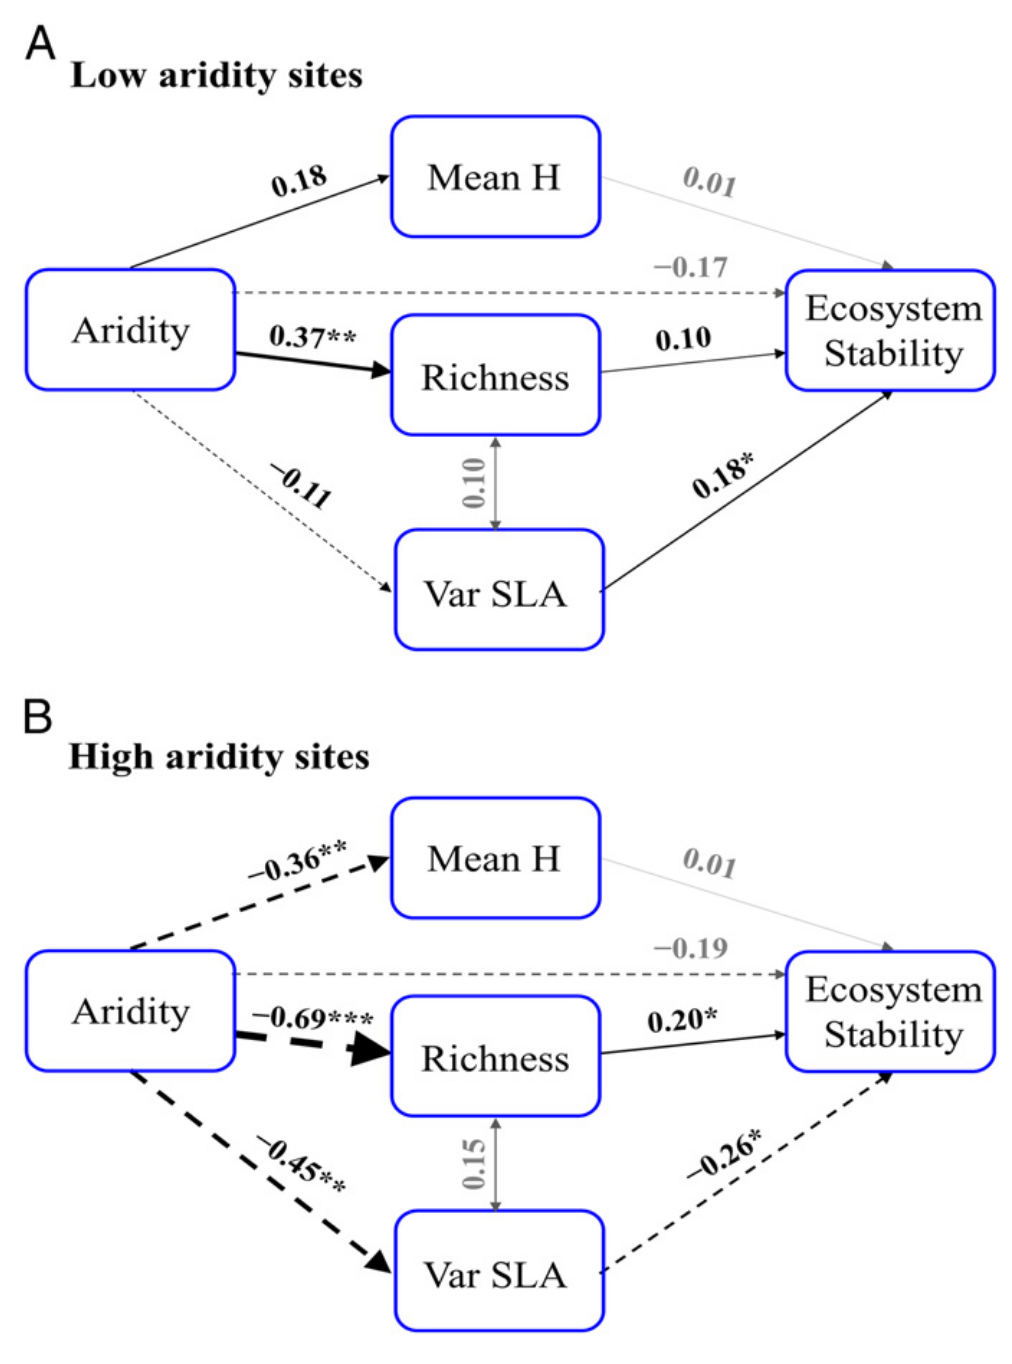 A
Low aridity sites
0.18
Mean H
0.01
−0.17
Aridity
0.37**
Richness
0.10
Ecosystem
Stability
−0.11
0.10
0.18*
Var SLA
B
High aridity sites
−0.36**
Mean H
0.01
−0.19
Aridity
−0.69***
Richness
0.20*
Ecosystem
Stability
−0.45**
0.15
−0.26*
Var SLA